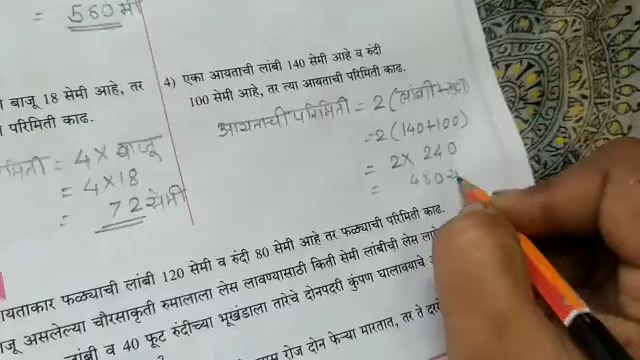 = 560 सेमी
बाजू 18 सेमी आहे, तर
परिमिती काढ.
= 4 × बाजू
= 4 × 18
= 72 सेमी
4) एका आयताची लांबी 140 सेमी आहे व रुंदी
100 सेमी आहे, तर त्या आयताची परिमिती काढ.
आयताची परिमिती = 2 (लांबी + रुंदी)
= 2 (140 + 100)
= 2 × 240
= 480
फळ्याची लांबी 120 सेमी व रुंदी 80 सेमी आहे तर फळ्याची परिमिती काढ.
असलेल्या चौरसाकृती रुमालाला लेस लावण्यासाठी किती सेमी लांबीची लेस
लांबी व 40 फूट रुंदीच्या भूखंडाला तारेचे दोनपदरी कुंपण घालावयाचे
रोज दोन फेऱ्या मारतात, तर ते